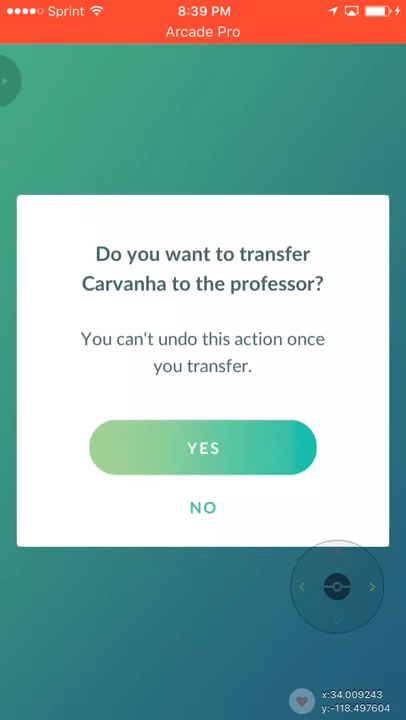 Sprint 8:39 PM
Arcade Pro
Do you want to transfer
Carvanha to the professor?
You can't undo this action once
you transfer.
YES
NO
x:34.009243
y:-118.497604